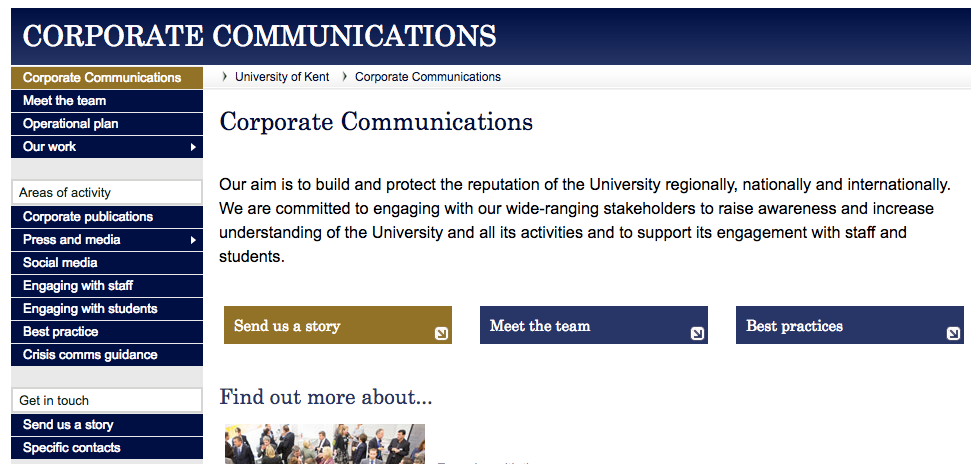 CORPORATE COMMUNICATIONS
Corporate Communications
Meet the team
Operational plan
Our work
Areas of activity
Corporate publications
Press and media
Social media
Engaging with staff
Engaging with students
Best practice
Crisis comms guidance
Get in touch
Send us a story
Specific contacts
University of Kent
Corporate Communications
Corporate Communications
Our aim is to build and protect the reputation of the University regionally, nationally and internationally.
We are committed to engaging with our wide-ranging stakeholders to raise awareness and increase
understanding of the University and all its activities and to support its engagement with staff and
students.
Send us a story
Meet the team
Best practices
Find out more about...